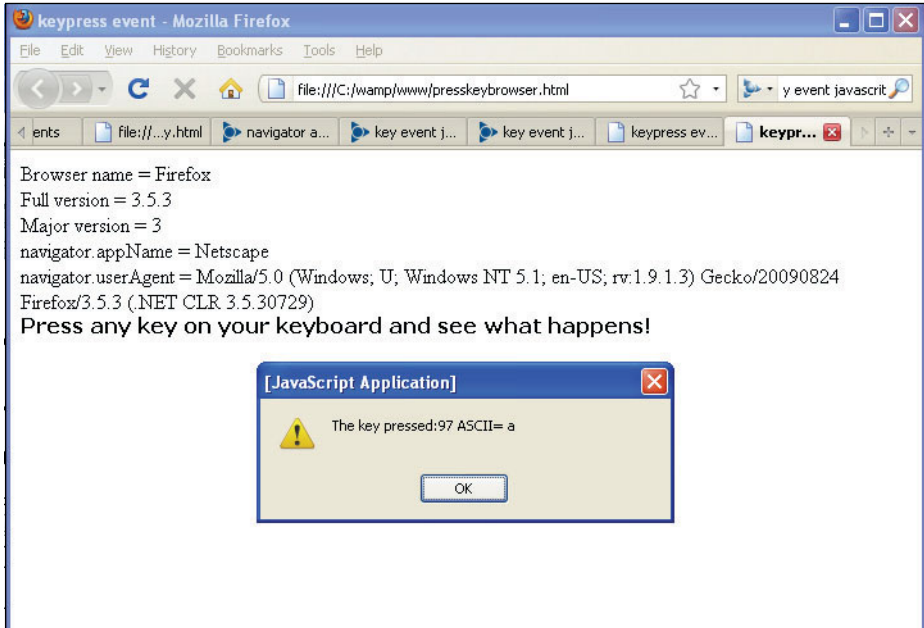 keypress event - Mozilla Firefox
File Edit View History Bookmarks Tools Help
file:///C:/wamp/www/presskeybrowser.html
y event javascrit
ents
file://...y.html
navigator a...
key event j...
key event j...
keypress ev...
keypr...
Browser name = Firefox
Full version = 3.5.3
Major version = 3
navigator.appName = Netscape
navigator.userAgent = Mozilla/5.0 (Windows; U; Windows NT 5.1; en-US; rv:1.9.1.3) Gecko/20090824
Firefox/3.5.3 (.NET CLR 3.5.30729)
Press any key on your keyboard and see what happens!
[JavaScript Application]
The key pressed:97 ASCII= a
OK